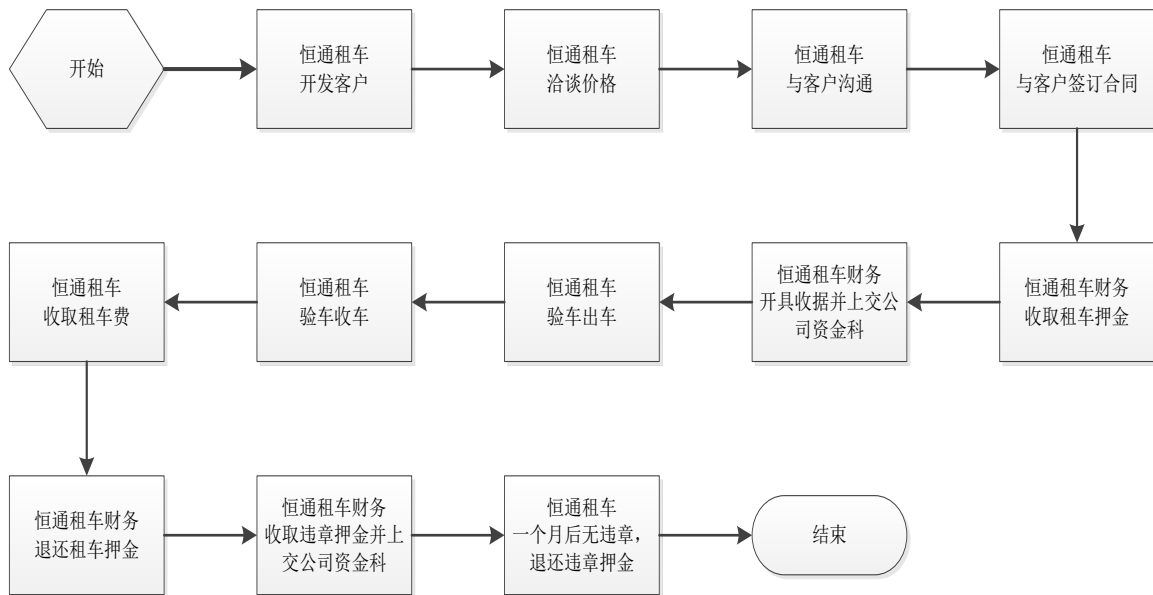 开始
恒通租车
开发客户
恒通租车
洽谈价格
恒通租车
与客户沟通
恒通租车
与客户签订合同
恒通租车
收取租车费
恒通租车
验车收车
恒通租车
验车出车
恒通租车财务
开具收据并上交公
司资金科
恒通租车财务
收取租车押金
恒通租车财务
退还租车押金
恒通租车财务
收取违章押金并上
交公司资金科
恒通租车
一个月后无违章，
退还违章押金
结束